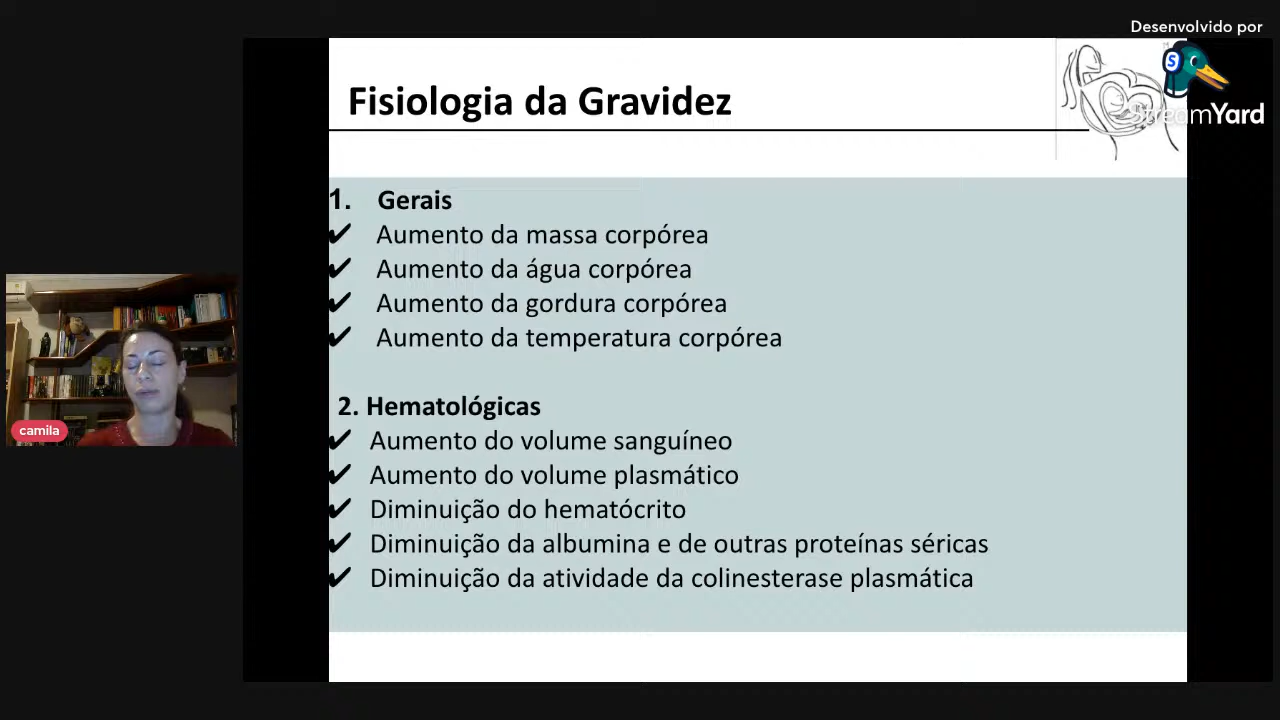 Desenvolvido por
StreamYard
Fisiologia da Gravidez
1. Gerais
✔ Aumento da massa corpórea
✔ Aumento da água corpórea
✔ Aumento da gordura corpórea
✔ Aumento da temperatura corpórea
2. Hematológicas
✔ Aumento do volume sanguíneo
✔ Aumento do volume plasmático
✔ Diminuição do hematócrito
✔ Diminuição da albumina e de outras proteínas séricas
✔ Diminuição da atividade da colinesterase plasmática
camila